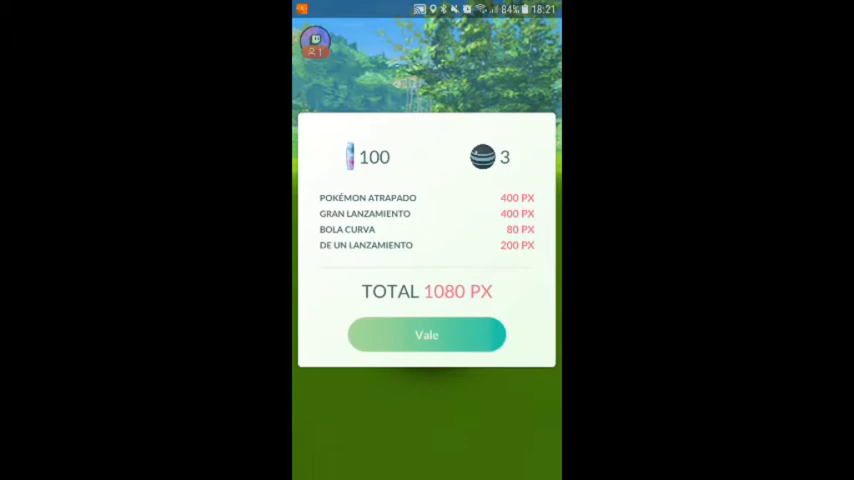 84% 18:21
1
100 3
POKÉMON ATRAPADO 400 PX
GRAN LANZAMIENTO 400 PX
BOLA CURVA 80 PX
DE UN LANZAMIENTO 200 PX
TOTAL 1080 PX
Vale